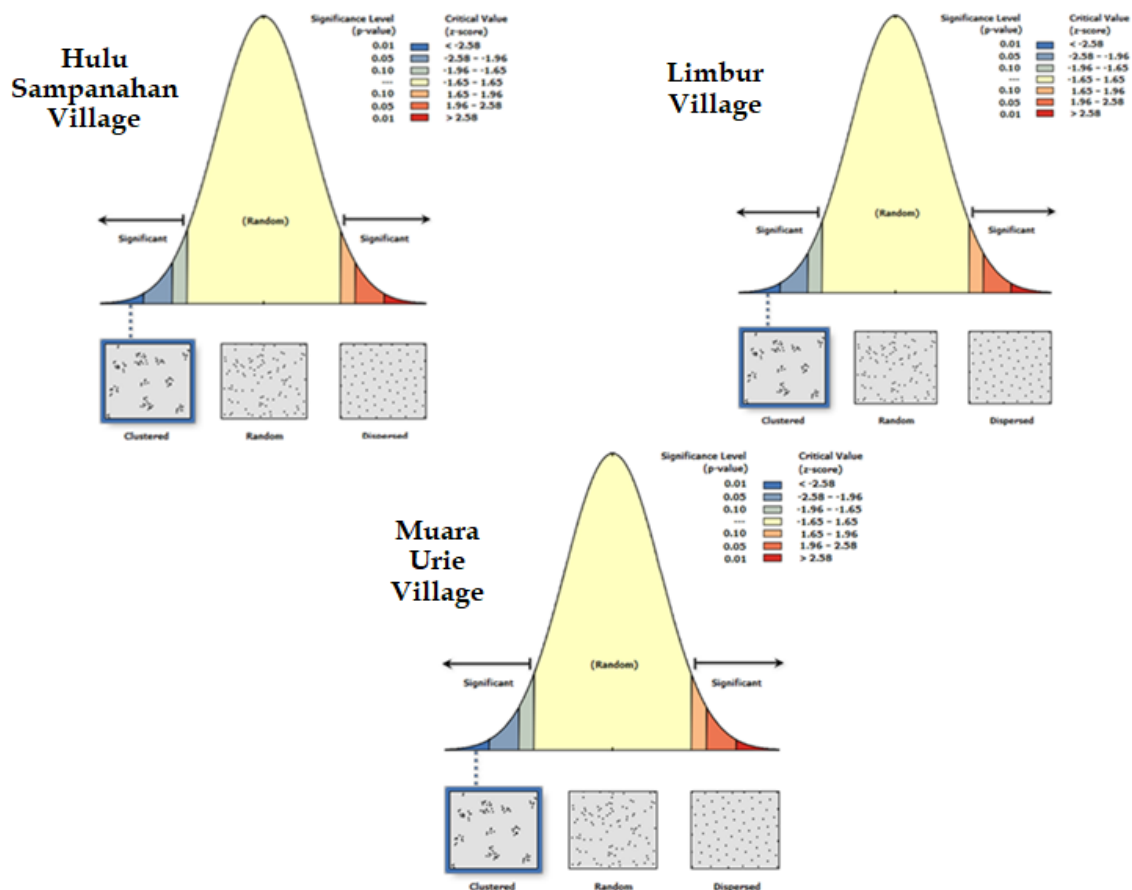 Hulu
Sampanahan
Village
Significance Level
(p-value)
Critical Value
(z-score)
0.01 < -2.58
0.05 -2.58 – -1.96
0.10 -1.96 – -1.65
--- -1.65 – 1.65
0.10 1.65 – 1.96
0.05 1.96 – 2.58
0.01 > 2.58
(Random)
Significant
Significant
Clustered
Random
Dispersed
Limbur
Village
Significance Level
(p-value)
Critical Value
(z-score)
0.01 < -2.58
0.05 -2.58 – -1.96
0.10 -1.96 – -1.65
--- -1.65 – 1.65
0.10 1.65 – 1.96
0.05 1.96 – 2.58
0.01 > 2.58
(Random)
Significant
Significant
Clustered
Random
Dispersed
Muara
Urie
Village
Significance Level
(p-value)
Critical Value
(z-score)
0.01 < -2.58
0.05 -2.58 – -1.96
0.10 -1.96 – -1.65
--- -1.65 – 1.65
0.10 1.65 – 1.96
0.05 1.96 – 2.58
0.01 > 2.58
(Random)
Significant
Significant
Clustered
Random
Dispersed